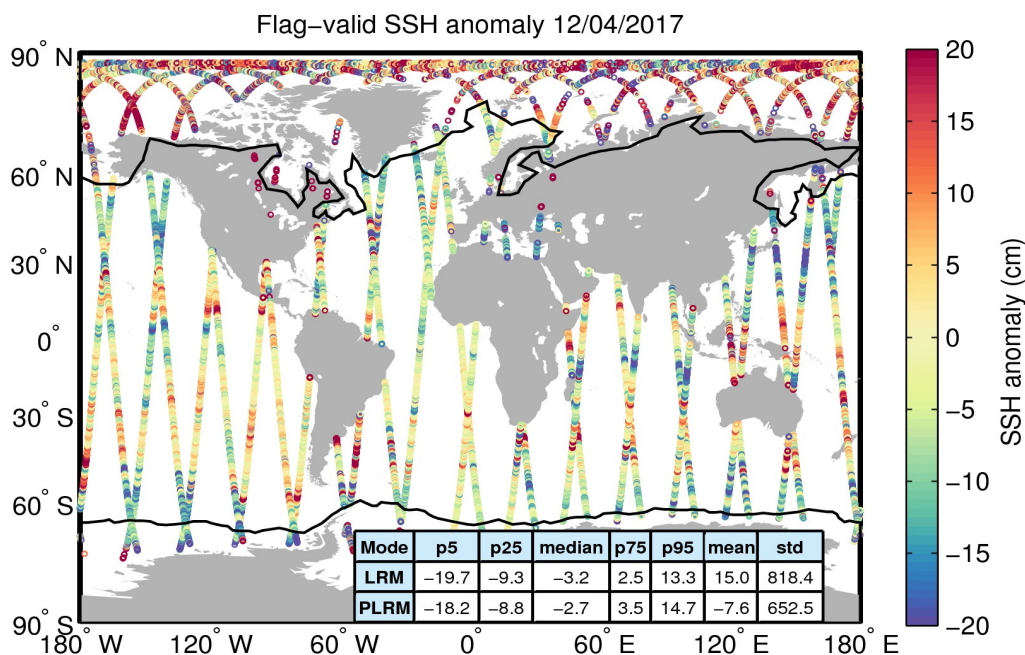 Flag−valid SSH anomaly 12/04/2017
90° N
60° N
30° N
0°
30° S
60° S
90° S
180° W
120° W
60° W
0°
60° E
120° E
180° E
Mode p5 p25 median p75 p95 mean std
LRM −19.7 −9.3 −3.2 2.5 13.3 15.0 818.4
PLRM −18.2 −8.8 −2.7 3.5 14.7 −7.6 652.5
20
15
10
5
0
−5
−10
−15
−20
SSH anomaly (cm)